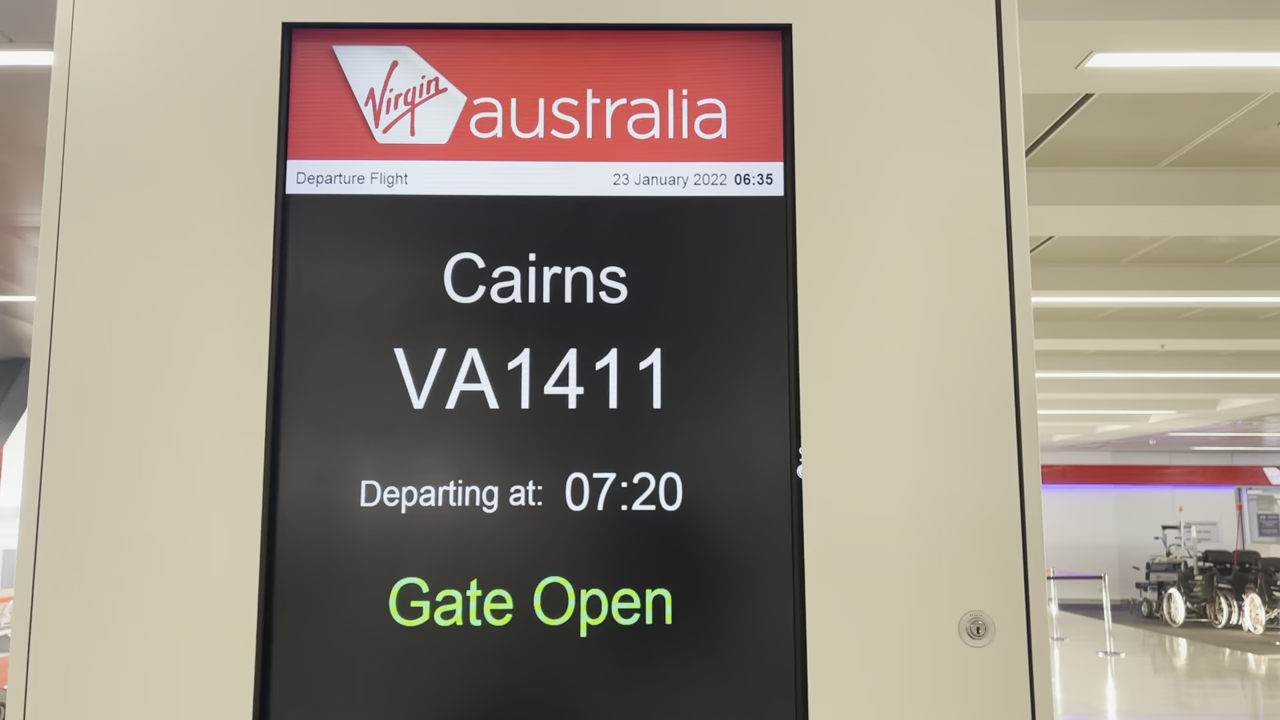 Virgin australia
Departure Flight 23 January 2022 06:35
Cairns
VA1411
Departing at: 07:20
Gate Open